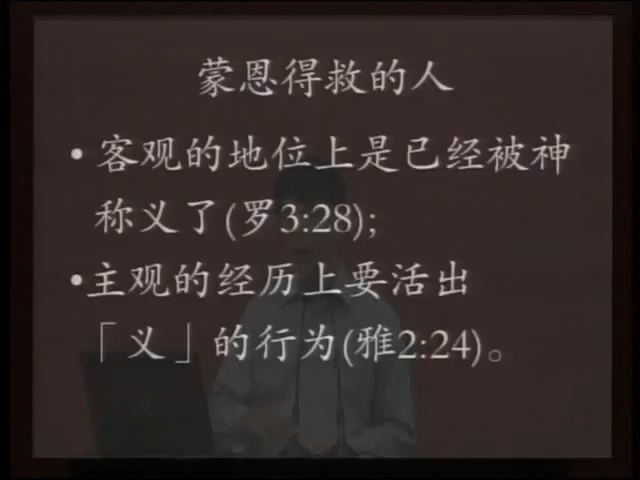 蒙恩得救的人
• 客观的地位上是已经被神
称义了(罗3:28);
•主观的经历上要活出
「义」的行为(雅2:24)。